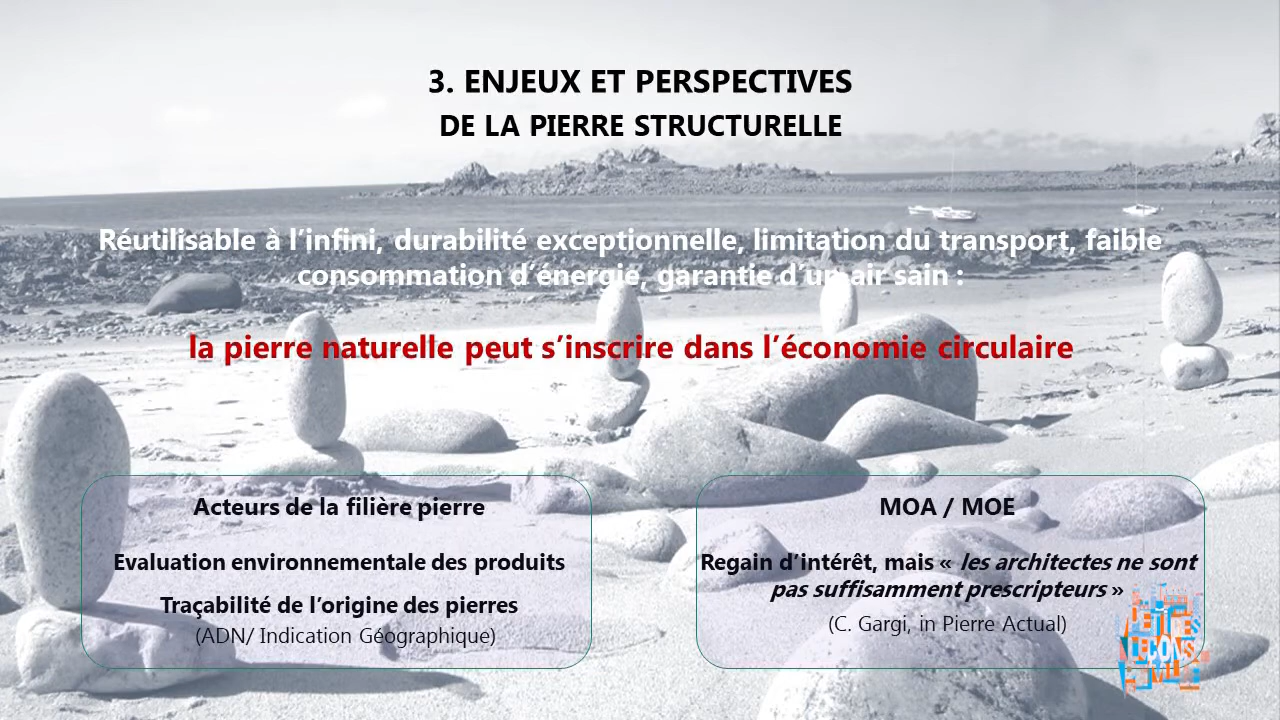 3. ENJEUX ET PERSPECTIVES
DE LA PIERRE STRUCTURELLE
Réutilisable à l’infini, durabilité exceptionnelle, limitation du transport, faible
consommation d’énergie, garantie d’un air sain :
la pierre naturelle peut s’inscrire dans l’économie circulaire
Acteurs de la filière pierre
Evaluation environnementale des produits
Traçabilité de l’origine des pierres
(ADN/ Indication Géographique)
MOA / MOE
Regain d’intérêt, mais « les architectes ne sont
pas suffisamment prescripteurs »
(C. Gargi, in Pierre Actual)
PETITES
LEÇONS